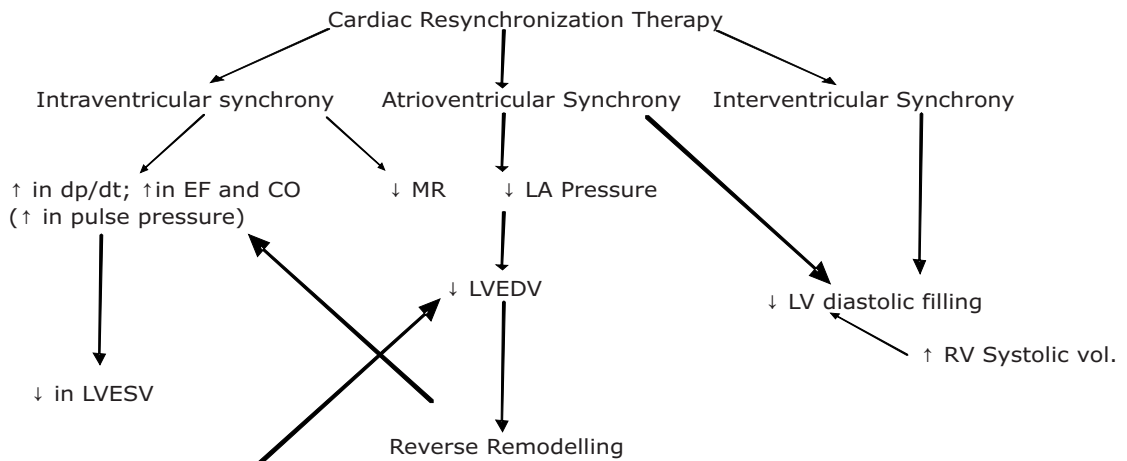 Cardiac Resynchronization Therapy
Intraventricular synchrony
Atrioventricular Synchrony
Interventricular Synchrony
↑ in dp/dt; ↑in EF and CO
(↑ in pulse pressure)
↓ MR
↓ LA Pressure
↓ LVEDV
↓ LV diastolic filling
↑ RV Systolic vol.
↓ in LVESV
Reverse Remodelling